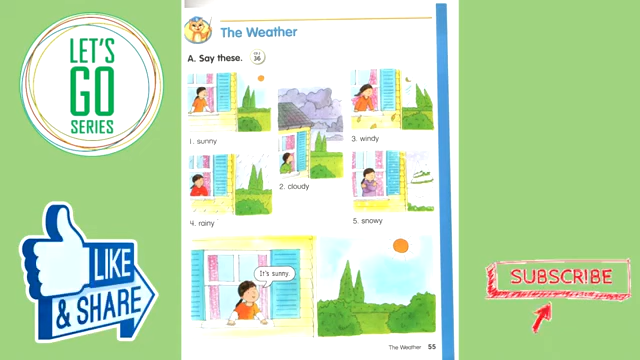 LET'S
GO
SERIES
LIKE
& SHARE
The Weather
A. Say these.
36
1. sunny
2. cloudy
3. windy
4. rainy
5. snowy
It's sunny.
The Weather 55
SUBSCRIBE